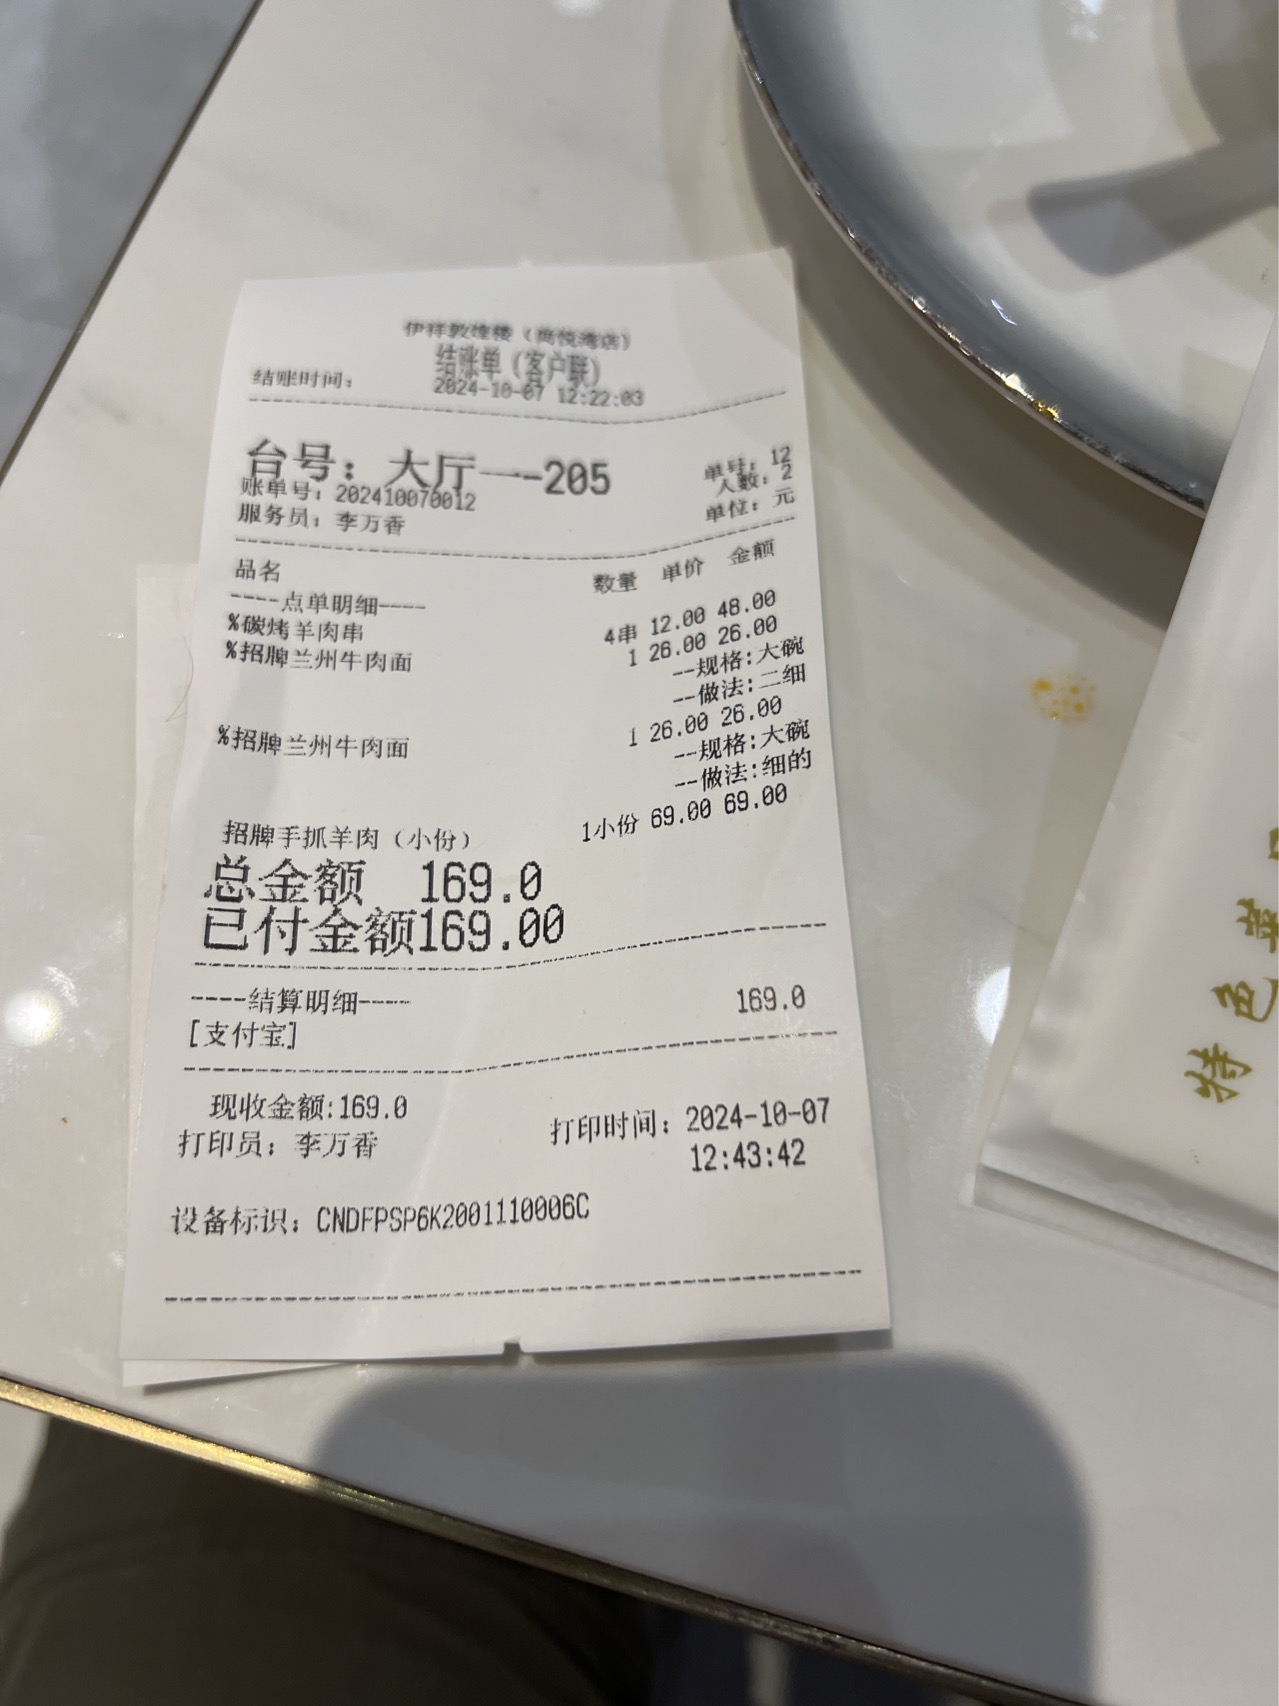 伊祥敦煌楼（尚悦湾店）
结账单（客户联）
结账时间： 2024-10-07 12:22:03
台号：大厅一--205 单号：12
账单号：202410070012 人数：2
服务员：李万香 单位：元
品名 数量 单价 金额
----点单明细----
%碳烤羊肉串 4串 12.00 48.00
%招牌兰州牛肉面 1 26.00 26.00
--规格:大碗
--做法:二细
%招牌兰州牛肉面 1 26.00 26.00
--规格:大碗
--做法:细的
招牌手抓羊肉（小份） 1小份 69.00 69.00
总金额 169.0
已付金额169.00
----结算明细----
[支付宝] 169.0
现收金额:169.0
打印员：李万香 打印时间：2024-10-07
12:43:42
设备标识：CNDFPSP6K2001110006C
特色菜